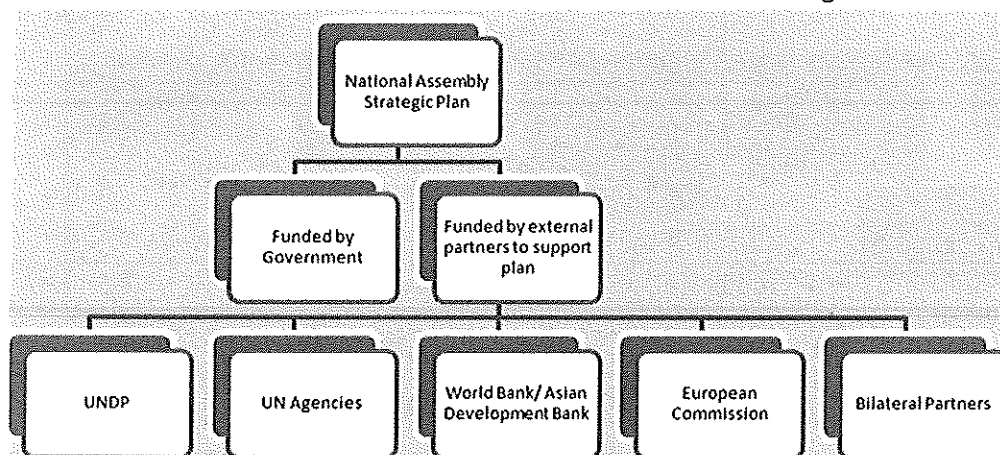 National Assembly
Strategic Plan
Funded by
Government
Funded by external
partners to support
plan
UNDP
UN Agencies
World Bank/ Asian
Development Bank
European
Commission
Bilateral Partners